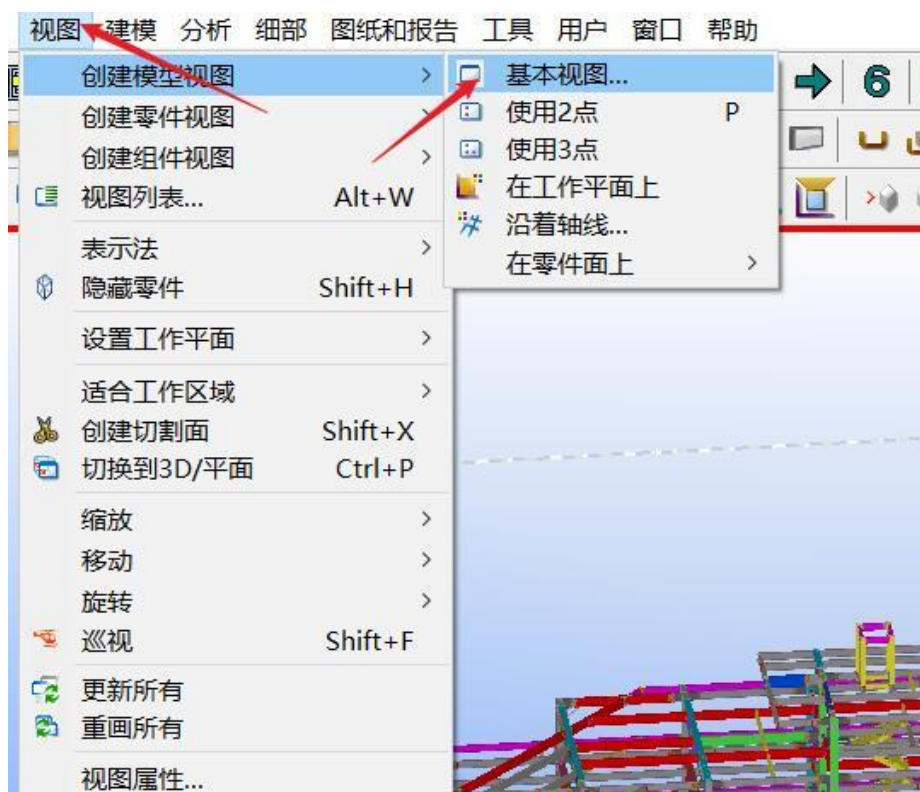 视图 建模 分析 细部 图纸和报告 工具 用户 窗口 帮助
创建模型视图
创建零件视图
创建组件视图
视图列表... Alt+W
表示法
隐藏零件 Shift+H
设置工作平面
适合工作区域
创建切割面 Shift+X
切换到3D/平面 Ctrl+P
缩放
移动
旋转
巡视 Shift+F
更新所有
重画所有
视图属性...
基本视图...
使用2点 P
使用3点
在工作平面上
沿着轴线...
在零件面上
6